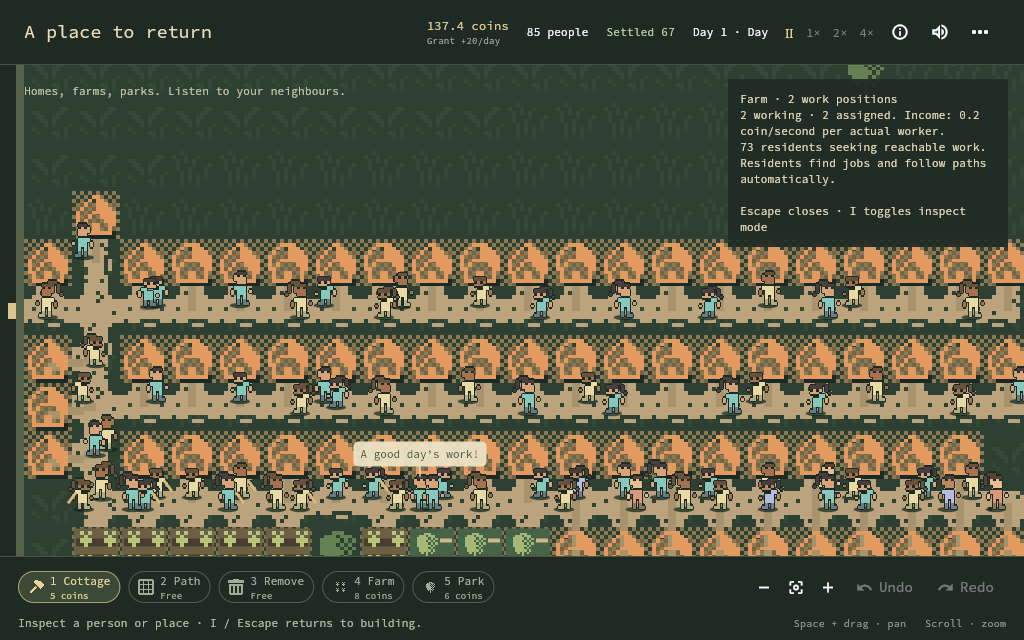 A place to return
137.4 coins
Grant +20/day
85 people
Settled 67
Day 1 · Day
1×
2×
4×
Homes, farms, parks. Listen to your neighbours.
Farm · 2 work positions
2 working · 2 assigned. Income: 0.2
coin/second per actual worker.
73 residents seeking reachable work.
Residents find jobs and follow paths
automatically.
Escape closes · I toggles inspect
mode
A good day's work!
1 Cottage
5 coins
2 Path
Free
3 Remove
Free
4 Farm
8 coins
5 Park
6 coins
Undo
Redo
Inspect a person or place · I / Escape returns to building.
Space + drag · pan
Scroll · zoom